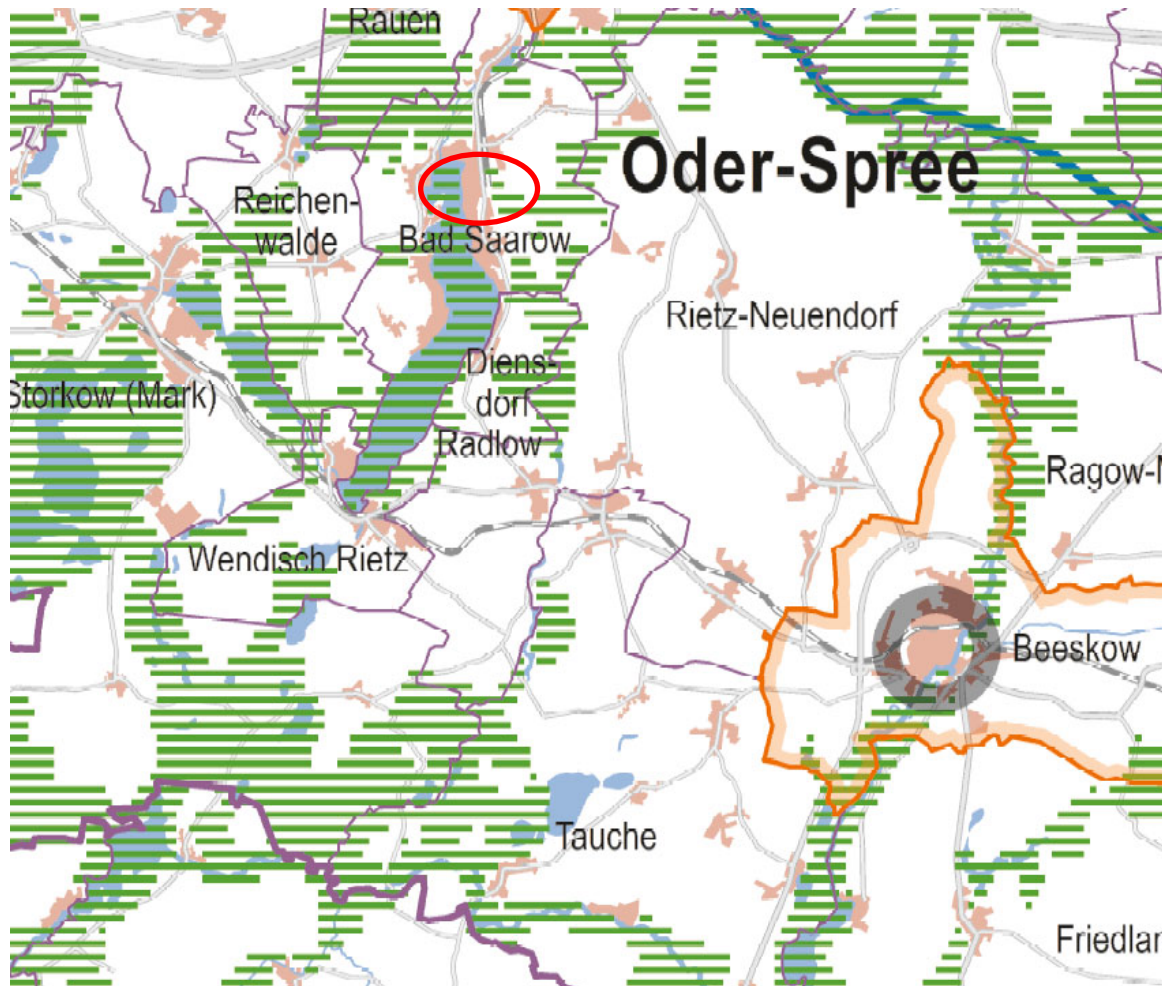 Rauen
Oder-Spree
Reichen-
walde
Bad Saarow
Rietz-Neuendorf
Diens-
dorf
Radlow
Storkow (Mark)
Ragow-
Wendisch Rietz
Beeskow
Tauche
Friedlan